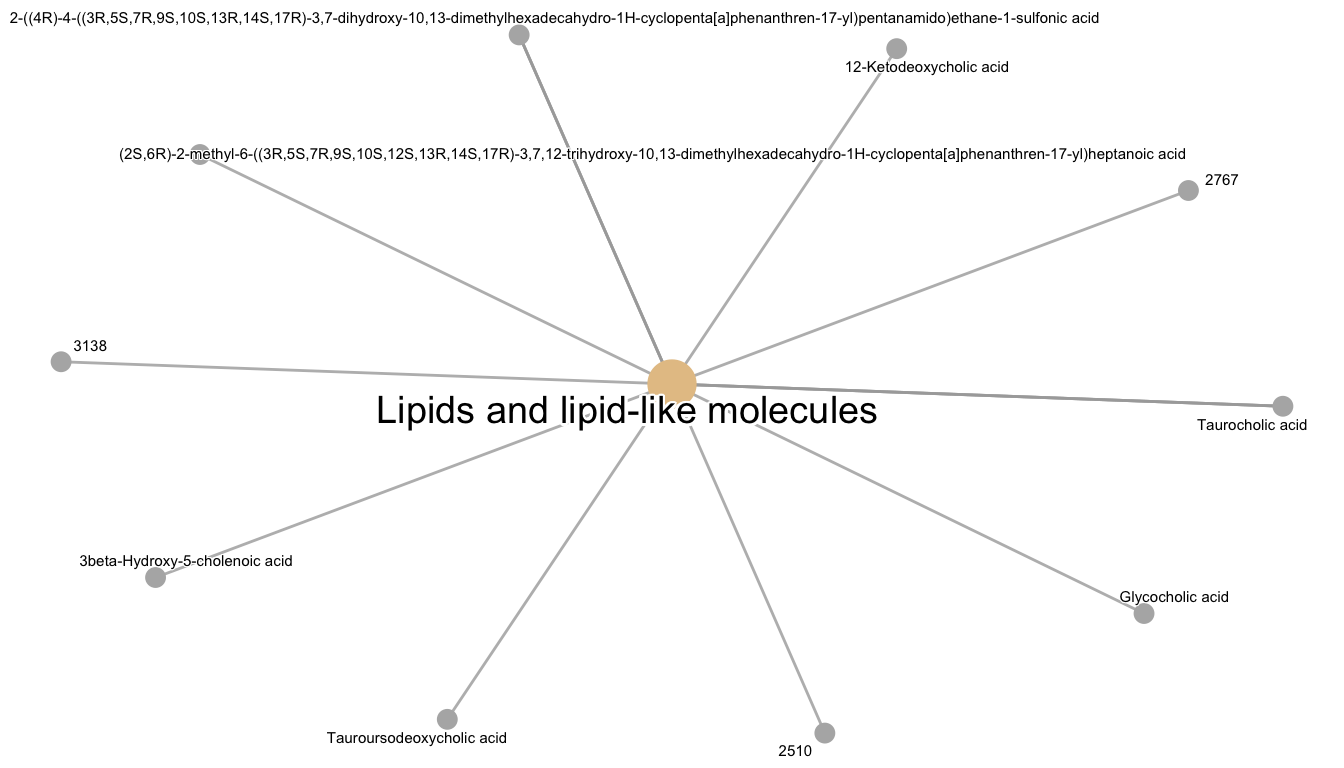 2-((4R)-4-((3R,5S,7R,9S,10S,13R,14S,17R)-3,7-dihydroxy-10,13-dimethylhexadecahydro-1H-cyclopenta[a]phenanthren-17-yl)pentanamido)ethane-1-sulfonic acid
12-Ketodeoxycholic acid
(2S,6R)-2-methyl-6-((3R,5S,7R,9S,10S,12S,13R,14S,17R)-3,7,12-trihydroxy-10,13-dimethylhexadecahydro-1H-cyclopenta[a]phenanthren-17-yl)heptanoic acid
2767
3138
Lipids and lipid-like molecules
Taurocholic acid
3beta-Hydroxy-5-cholenoic acid
Glycocholic acid
Tauroursodeoxycholic acid
2510